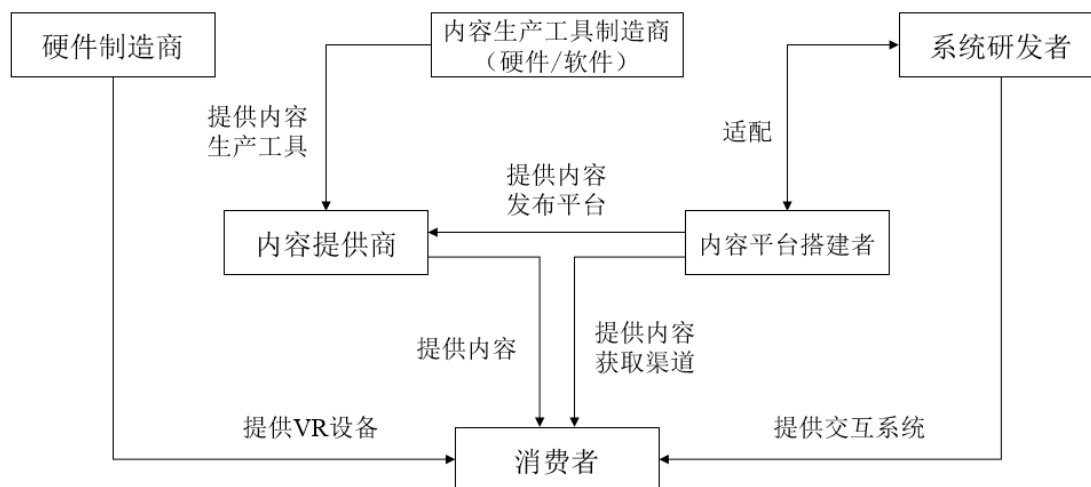 硬件制造商
内容生产工具制造商
（硬件/软件）
系统研发者
提供内容
生产工具
适配
提供内容
发布平台
内容提供商
内容平台搭建者
提供内容
提供内容
获取渠道
提供VR设备
提供交互系统
消费者